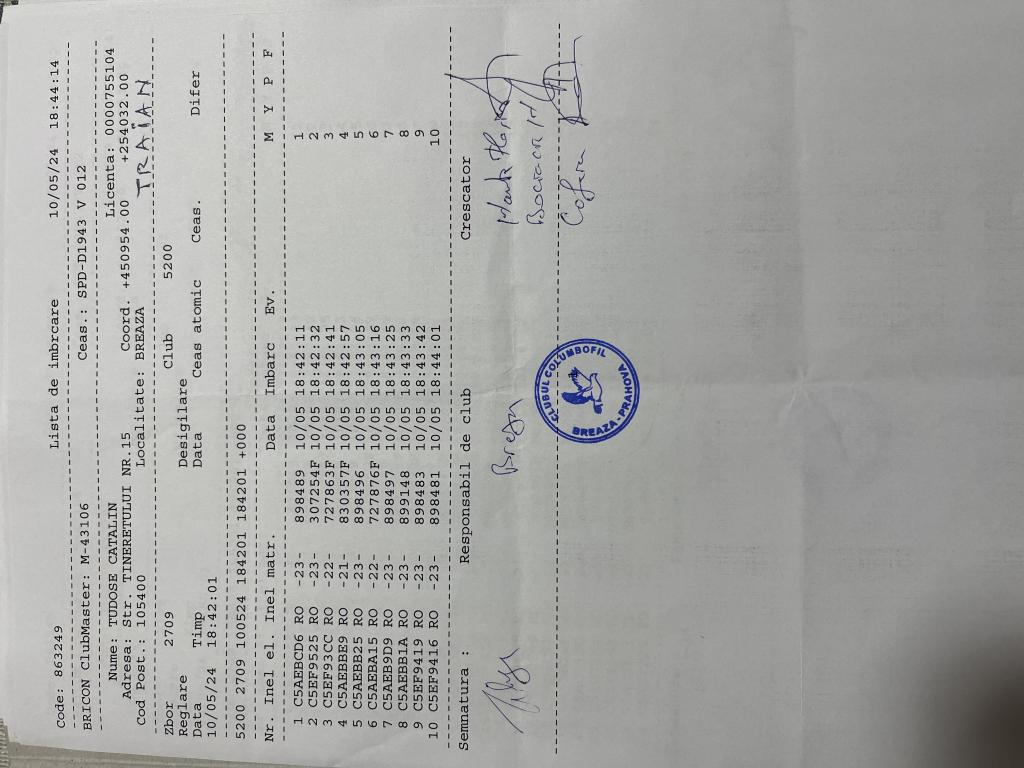 Code: 863249 Lista de imbrcare 10/05/24 18:44:14
BRICON ClubMaster: M-43106 Ceas.: SPD-D1943 V 012
Nume: TUDOSE CATALIN Licenta: 0000755104
Adresa: Str. TINERETULUI NR.15 Coord. +450954.00 +254032.00
Cod Post.: 105400 Localitate: BREAZA TRAÏAN
Zbor 2709 Club 5200
Reglare Desigilare
Data Timp Data Ceas atomic Ceas. Difer
10/05/24 18:42:01
5200 2709 100524 184201 184201 +000
Nr. Inel el. Inel matr. Data Imbarc Ev. M Y P F
1 C5AEBCD6 RO -23- 898489 10/05 18:42:11 1
2 C5EF9525 RO -23- 307254F 10/05 18:42:32 2
3 C5EF93CC RO -22- 727863F 10/05 18:42:41 3
4 C5AEBBE9 RO -21- 830357F 10/05 18:42:57 4
5 C5AEBB25 RO -23- 898496 10/05 18:43:05 5
6 C5AEBA15 RO -22- 727876F 10/05 18:43:16 6
7 C5AEB9D9 RO -23- 898497 10/05 18:43:25 7
8 C5AEBB1A RO -23- 899148 10/05 18:43:33 8
9 C5EF9419 RO -23- 898483 10/05 18:43:42 9
10 C5EF9416 RO -23- 898481 10/05 18:44:01 10
Semnatura : Responsabil de club Crescator
CLUBUL COLUMBOFIL
BREAZA - PRAHOVA